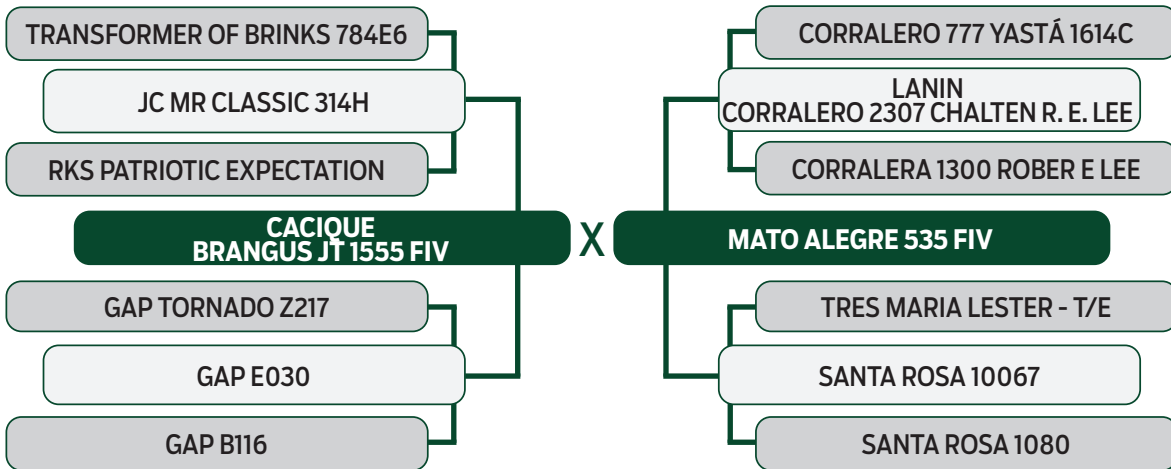 TRANSFORMER OF BRINKS 784E6
JC MR CLASSIC 314H
RKS PATRIOTIC EXPECTATION
CACIQUE
BRANGUS JT 1555 FIV
GAP TORNADO Z217
GAP E030
GAP B116
X
CORRALERO 777 YASTÁ 1614C
LANIN
CORRALERO 2307 CHALTEN R. E. LEE
CORRALERA 1300 ROBER E LEE
MATO ALEGRE 535 FIV
TRES MARIA LESTER - T/E
SANTA ROSA 10067
SANTA ROSA 1080